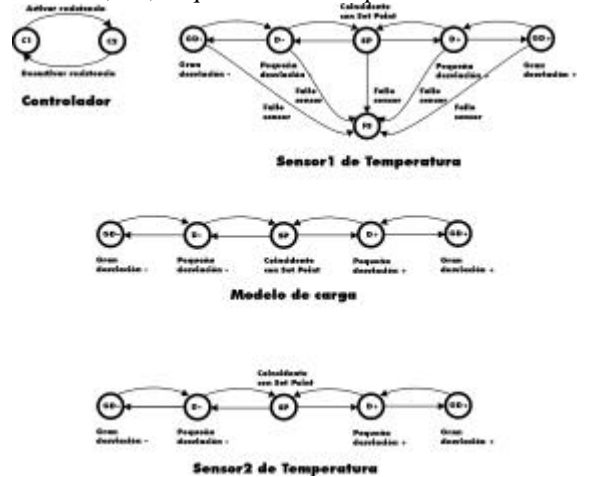 Activar resistencia
C1
C2
Desactivar resistencia
Controlador
Coincidente
con Set Point
GD-
D-
SP
D+
GD+
Gran
desviación -
Pequeña
desviación -
Pequeña
desviación +
Gran
desviación +
Fallo
sensor
Fallo
sensor
Fallo
sensor
Fallo
sensor
Fallo
sensor
Sensor1 de Temperatura
GD-
D-
SP
D+
GD+
Gran
desviación -
Pequeña
desviación -
Coincidente
con Set Point
Pequeña
desviación +
Gran
desviación +
Modelo de carga
Coincidente
con Set Point
GD-
D-
SP
D+
GD+
Gran
desviación -
Pequeña
desviación -
Pequeña
desviación +
Gran
desviación +
Sensor2 de Temperatura